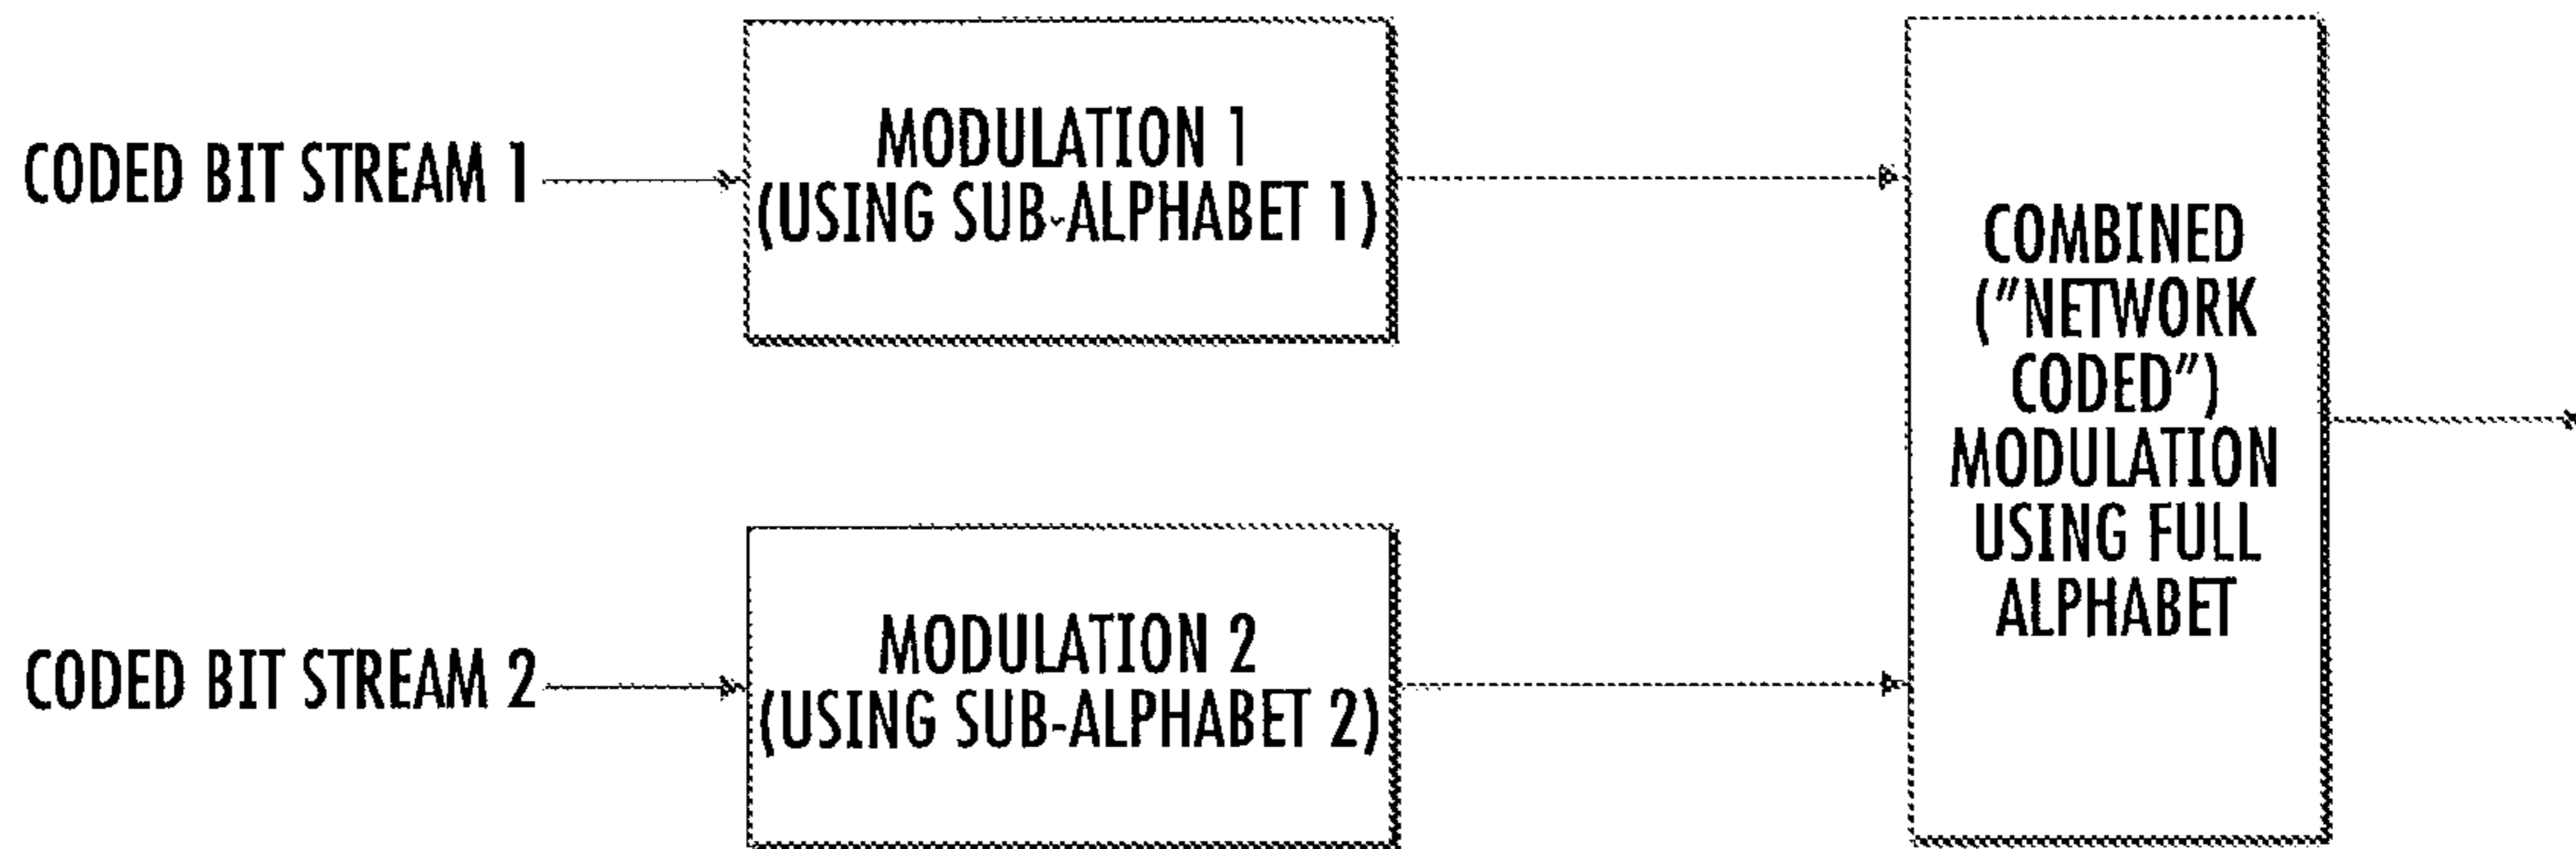 CODED BIT STREAM 1
MODULATION 1
(USING SUB-ALPHABET 1)
CODED BIT STREAM 2
MODULATION 2
(USING SUB-ALPHABET 2)
COMBINED
("NETWORK
CODED")
MODULATION
USING FULL
ALPHABET